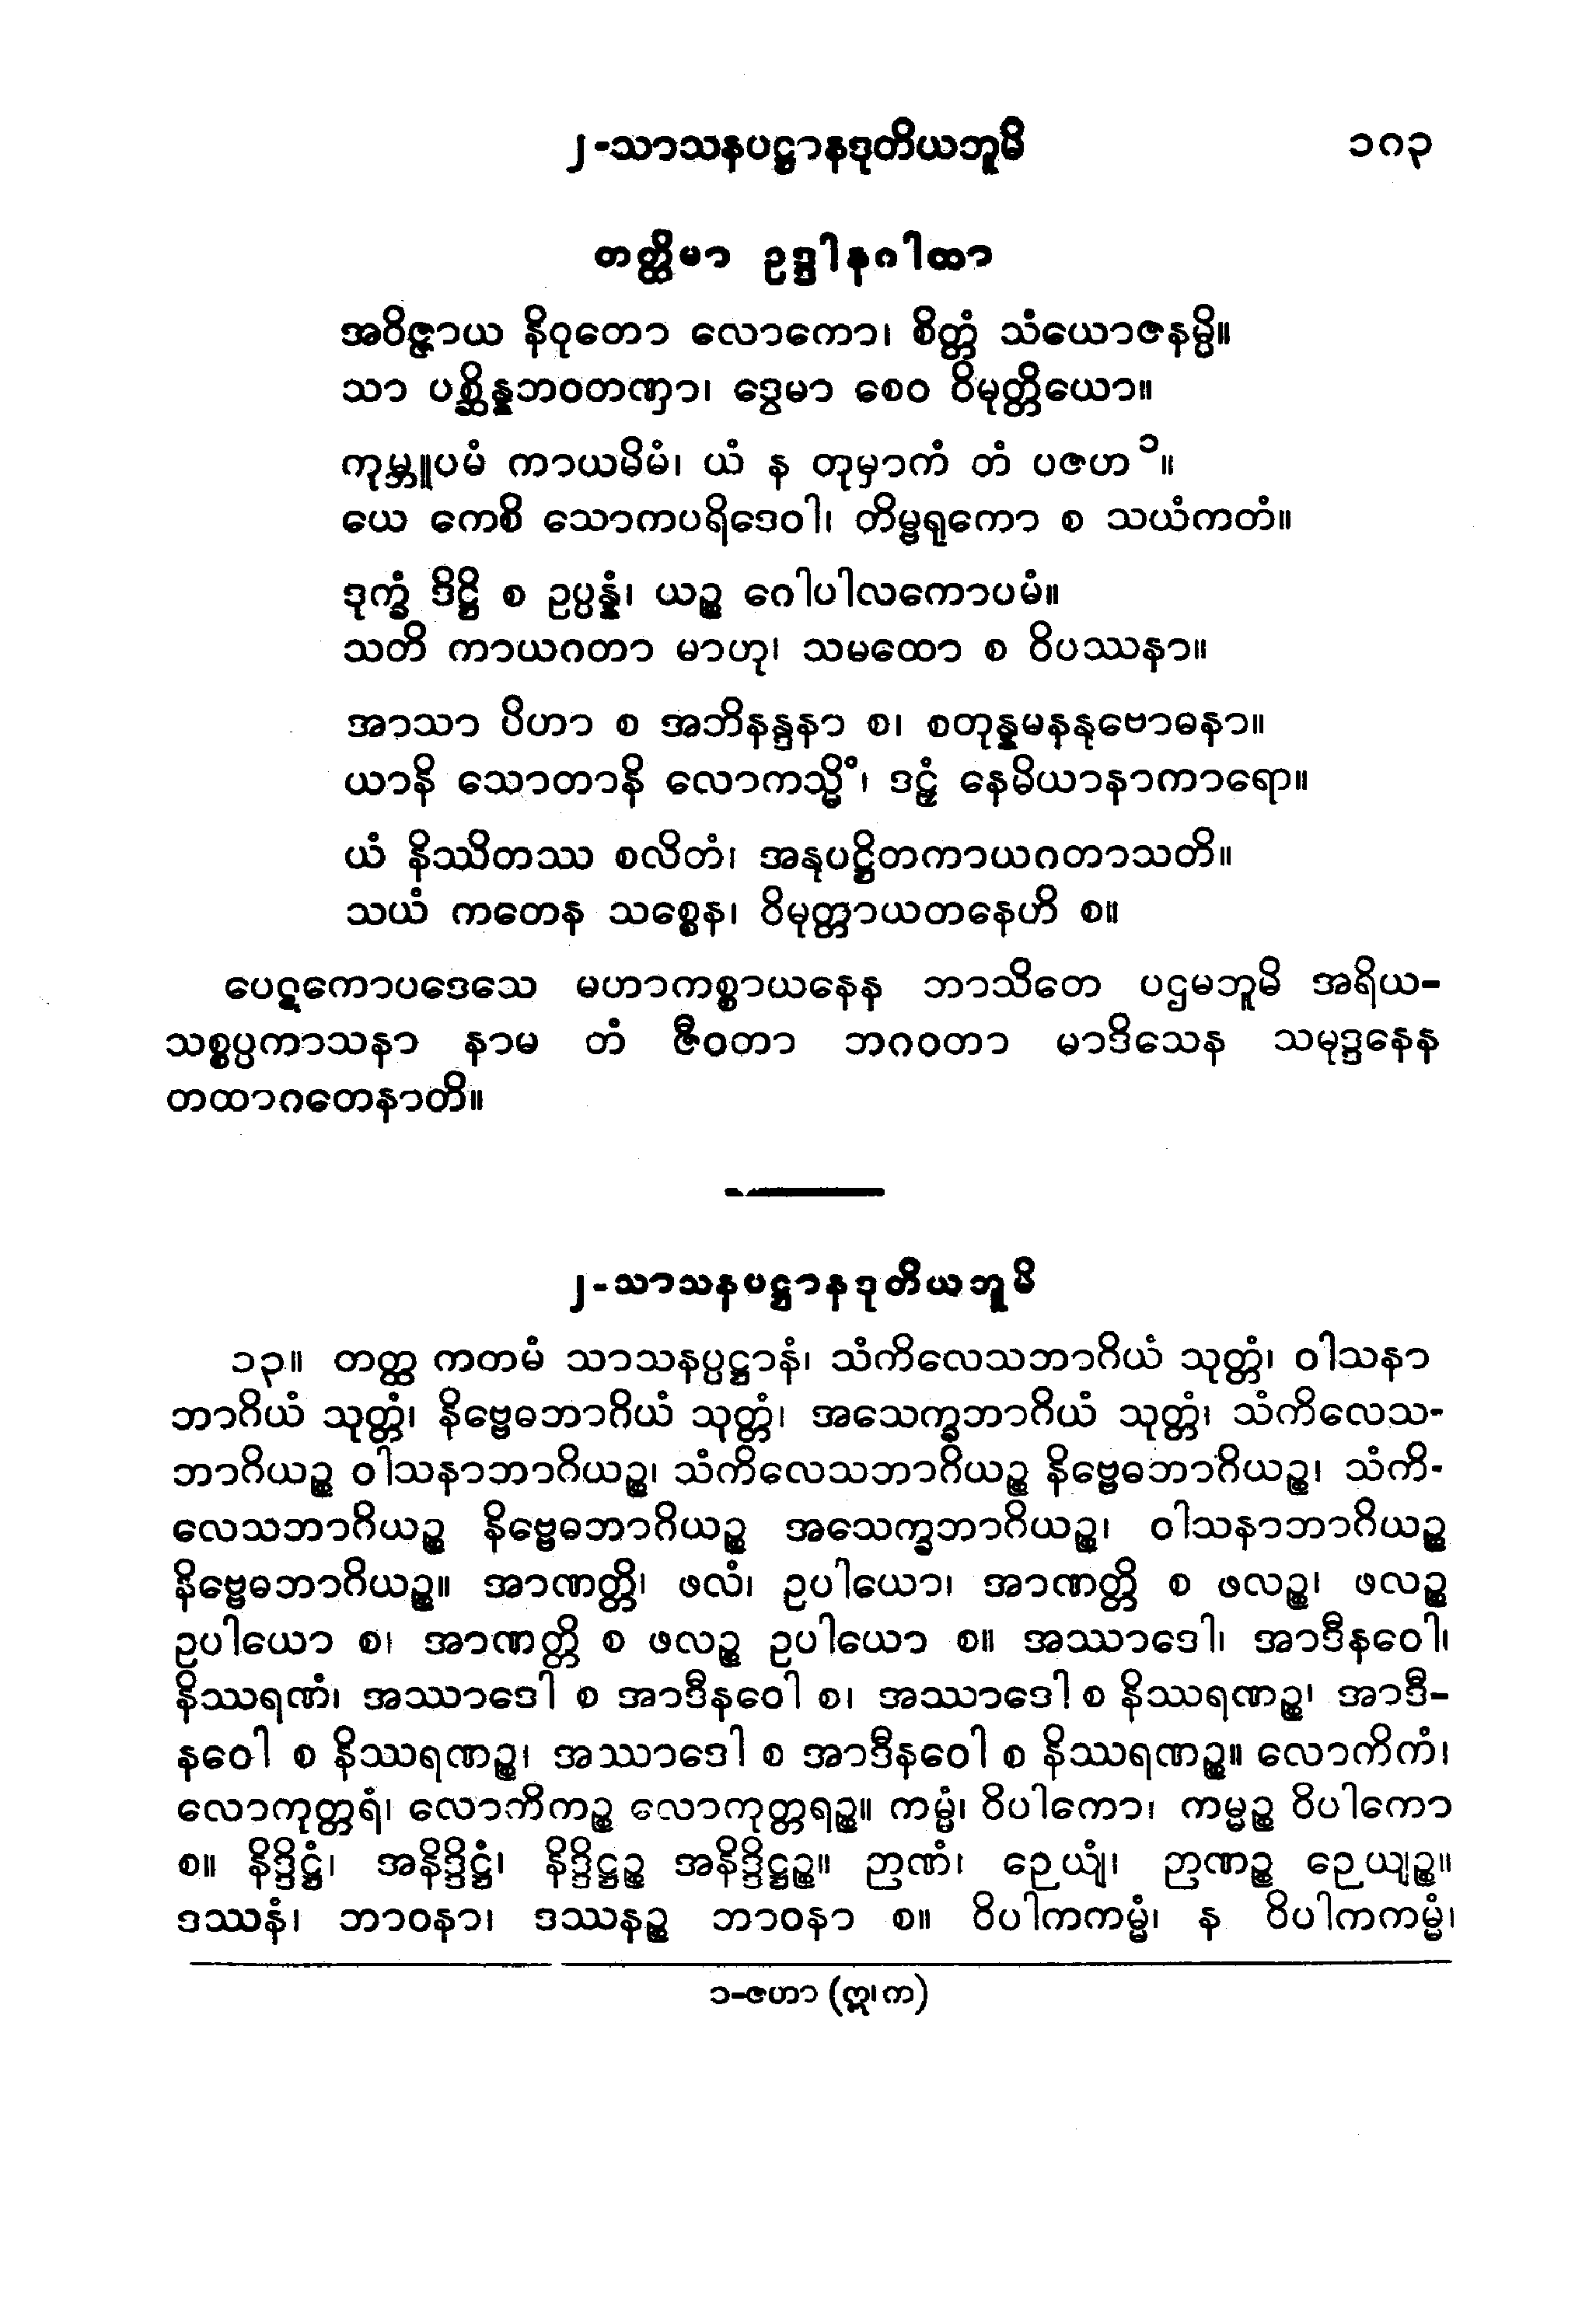 ၂-သာသနပဋ္ဌာနဒုတိယဘူမိ ၁၈၃
တတ္ထိမာ ဥဒ္ဒါနဂါထာ
အဝိဇ္ဇာယ နိဝုတော လောကော၊ စိတ္တံ သံယောဇနမ္ပိ။
သာ ပစ္ဆိန္နဘဝတဏှာ၊ ဒွေမာ စေဝ ဝိမုတ္တိယော။
ကုမ္ဘူပမံ ကာယမိမံ၊ ယံ န တုမှာကံ တံ ပဇဟ ၁။
ယေ ကေစိ သောကပရိဒေဝါ၊ တိမ္ဗရုကော စ သယံကတံ။
ဒုက္ခံ ဒိဋ္ဌိ စ ဥပ္ပန္နံ၊ ယဉ္စ ဂေါပါလကောပမံ။
သတိ ကာယဂတာ မာဟု၊ သမထော စ ဝိပဿနာ။
အာသာ ပိဟာ စ အဘိနန္ဒနာ စ၊ စတုန္နမနနုဗောဓနာ။
ယာနိ သောတာနိ လောကသ္မိံ၊ ဒဋ္ဌံ နေမိယာနာကာရော။
ယံ နိဿိတဿ စလိတံ၊ အနုပဋ္ဌိတကာယဂတာသတိ။
သယံ ကတေန သစ္စေန၊ ဝိမုတ္တာယတနေဟိ စ။
ပေဋကောပဒေသေ မဟာကစ္စာယနေန ဘာသိတေ ပဌမဘူမိ အရိယ-
သစ္စပ္ပကာသနာ နာမ တံ ဇီဝတာ ဘဂဝတာ မာဒိသေန သမုဒ္ဒနေန
တထာဂတေနာတိ။
၂-သာသနပဋ္ဌာနဒုတိယဘူမိ
၁၃။ တတ္ထ ကတမံ သာသနပ္ပဋ္ဌာနံ၊ သံကိလေသဘာဂိယံ သုတ္တံ၊ ဝါသနာ
ဘာဂိယံ သုတ္တံ၊ နိဗ္ဗေဓဘာဂိယံ သုတ္တံ၊ အသေက္ခဘာဂိယံ သုတ္တံ၊ သံကိလေသ-
ဘာဂိယဉ္စ ဝါသနာဘာဂိယဉ္စ၊ သံကိလေသဘာဂိယဉ္စ နိဗ္ဗေဓဘာဂိယဉ္စ၊ သံကိ-
လေသဘာဂိယဉ္စ နိဗ္ဗေဓဘာဂိယဉ္စ အသေက္ခဘာဂိယဉ္စ၊ ဝါသနာဘာဂိယဉ္စ
နိဗ္ဗေဓဘာဂိယဉ္စ။ အာဏတ္တိ၊ ဖလံ၊ ဥပါယော၊ အာဏတ္တိ စ ဖလဉ္စ၊ ဖလဉ္စ
ဥပါယော စ၊ အာဏတ္တိ စ ဖလဉ္စ ဥပါယော စ။ အဿာဒေါ၊ အာဒီနဝေါ၊
နိဿရဏံ၊ အဿာဒေါ စ အာဒီနဝေါ စ၊ အဿာဒေါ စ နိဿရဏဉ္စ၊ အာဒီ-
နဝေါ စ နိဿရဏဉ္စ၊ အဿာဒေါ စ အာဒီနဝေါ စ နိဿရဏဉ္စ။ လောကိကံ၊
လောကုတ္တရံ၊ လောကိကဉ္စ လောကုတ္တရဉ္စ။ ကမ္မံ၊ ဝိပါကော၊ ကမ္မဉ္စ ဝိပါကော
စ။ နိဒ္ဒိဋ္ဌံ၊ အနိဒ္ဒိဋ္ဌံ၊ နိဒ္ဒိဋ္ဌဉ္စ အနိဒ္ဒိဋ္ဌဉ္စ။ ဉာဏံ၊ ဉေယျံ၊ ဉာဏဉ္စ ဉေယျဉ္စ။
ဒဿနံ၊ ဘာဝနာ၊ ဒဿနဉ္စ ဘာဝနာ စ။ ဝိပါကကမ္မံ၊ န ဝိပါကကမ္မံ၊
၁-ဇဟာ (ဣ၊က)